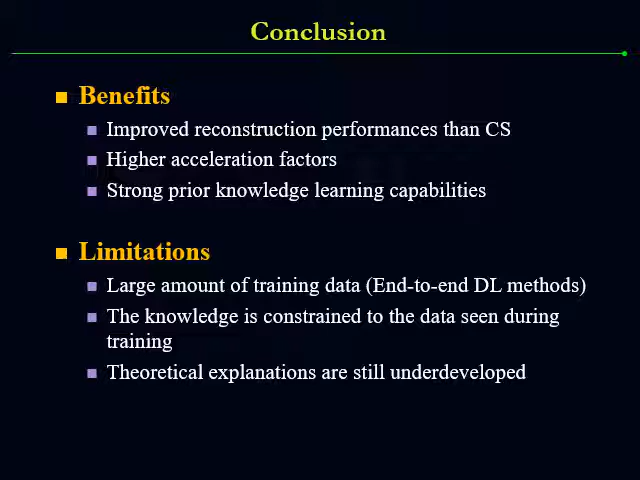 Conclusion
Benefits
Improved reconstruction performances than CS
Higher acceleration factors
Strong prior knowledge learning capabilities
Limitations
Large amount of training data (End-to-end DL methods)
The knowledge is constrained to the data seen during
training
Theoretical explanations are still underdeveloped